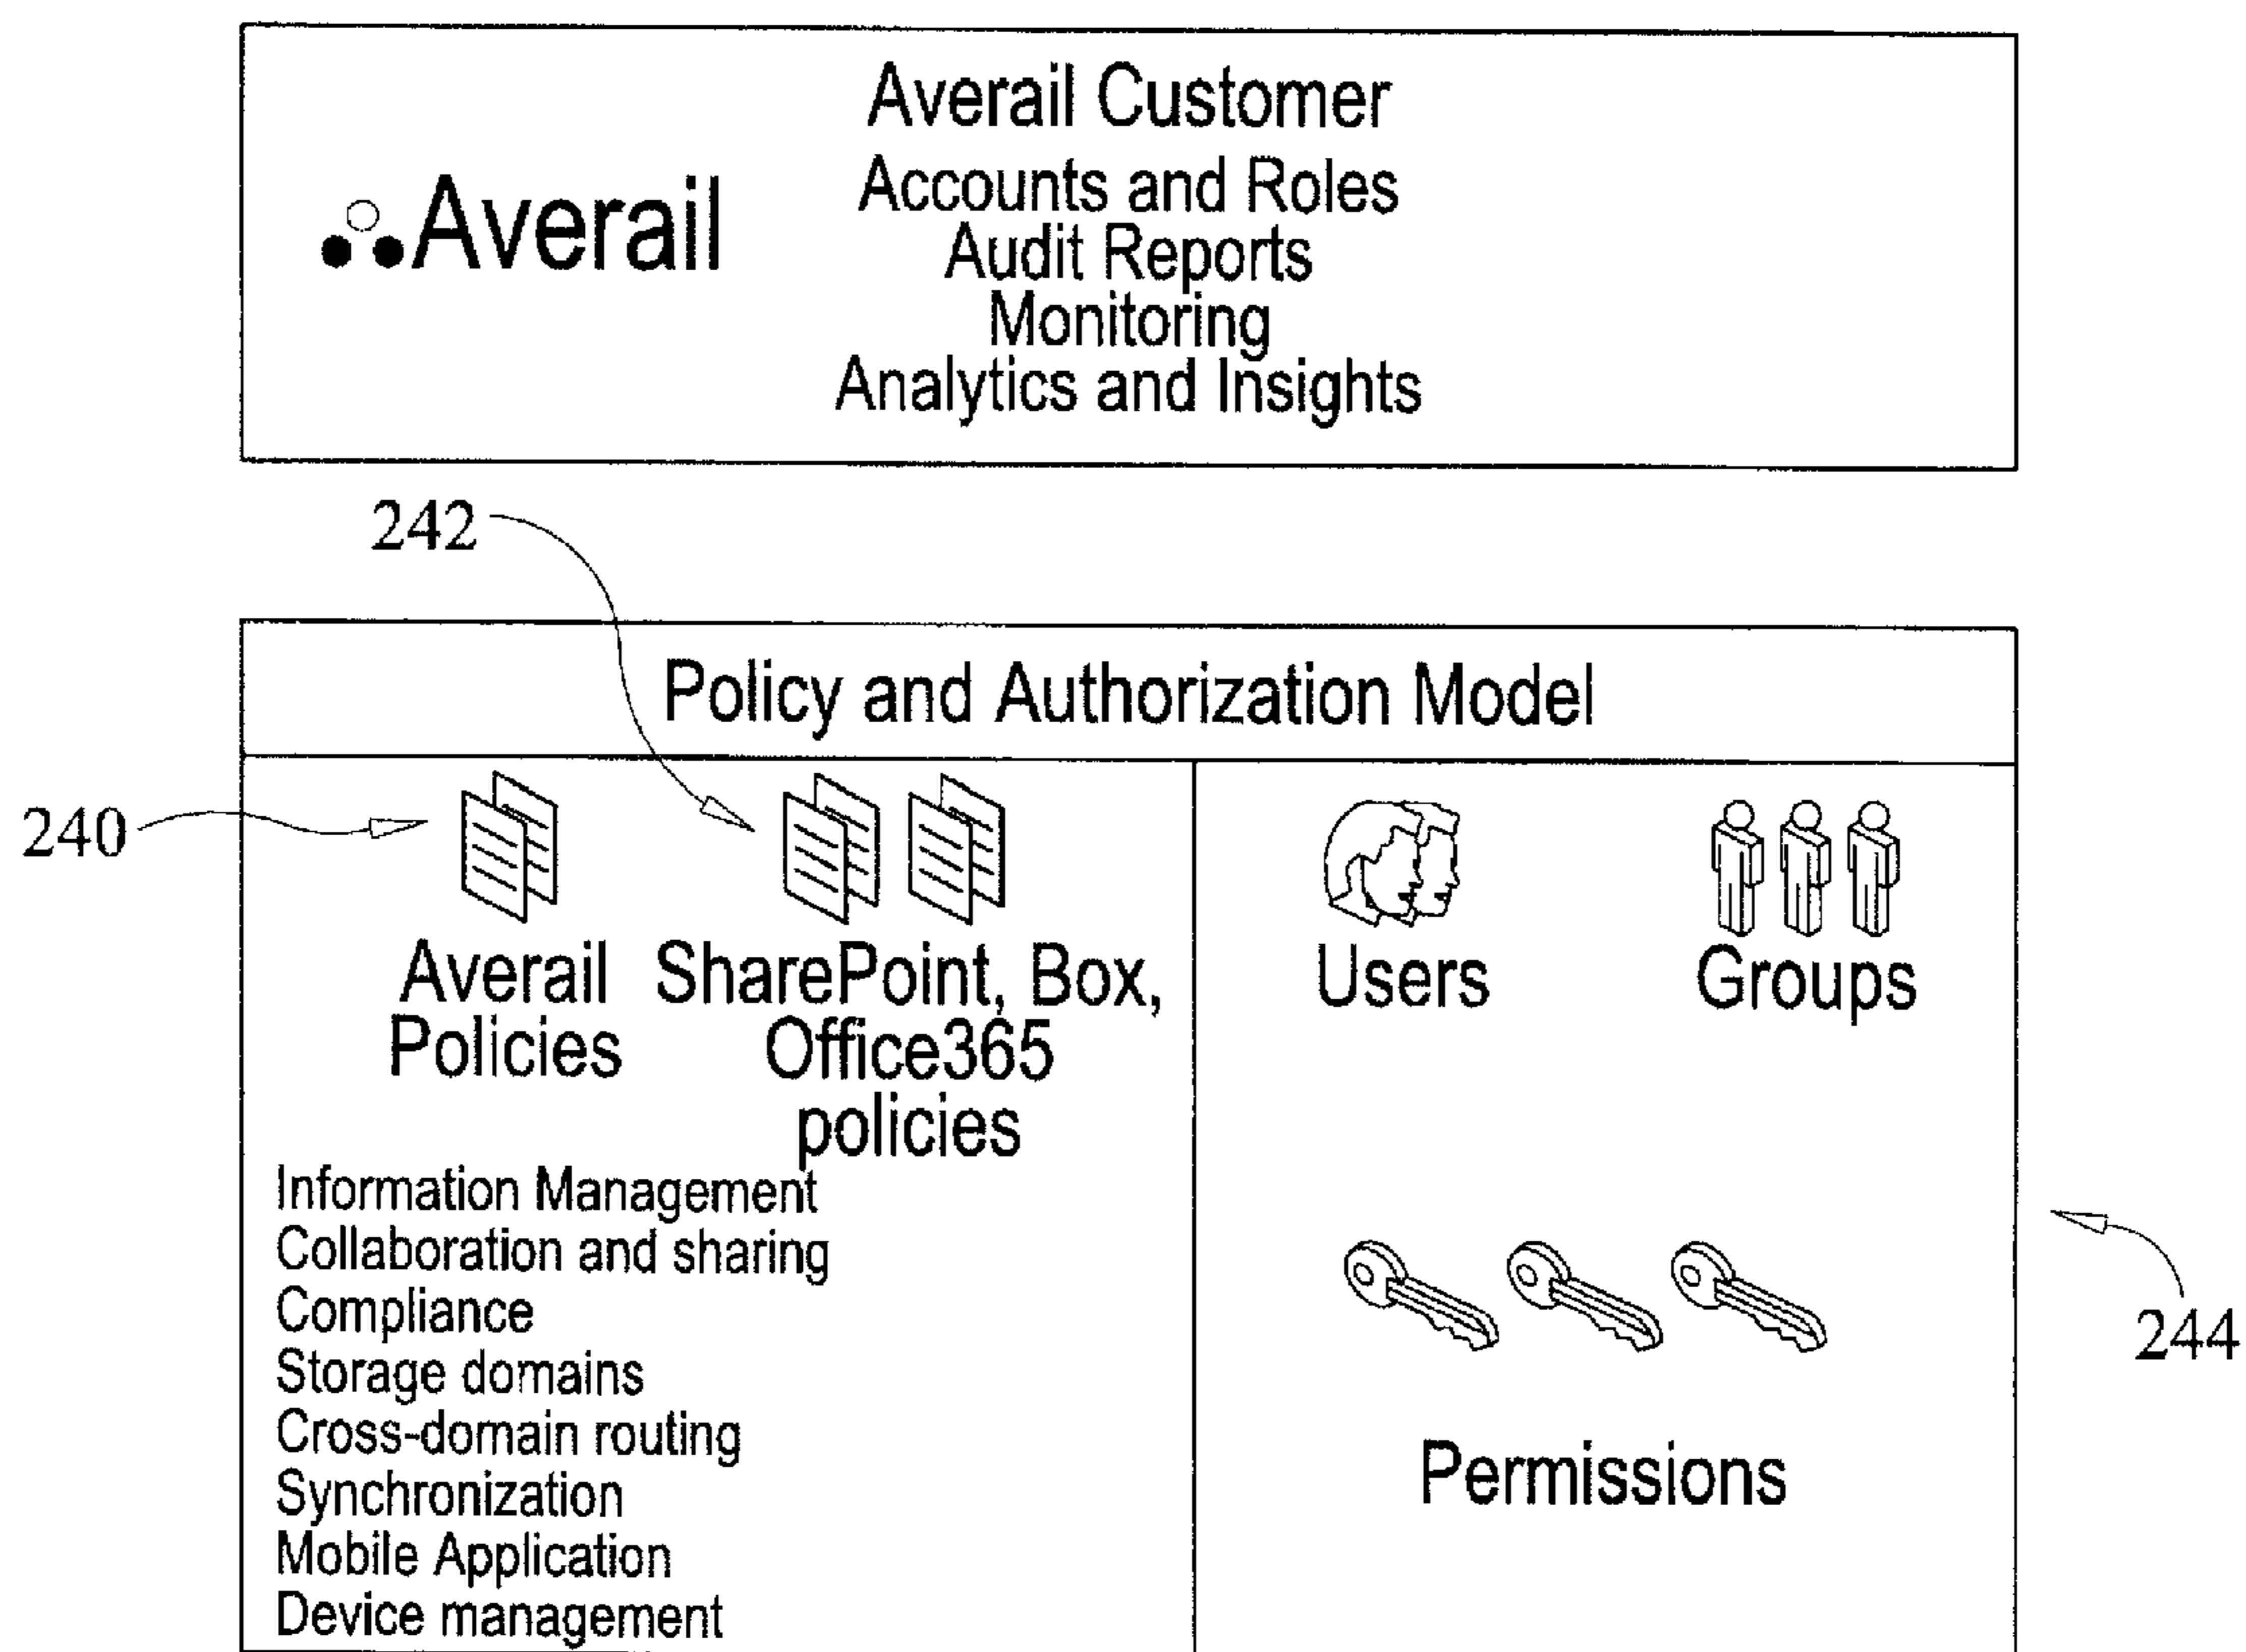 Averail Customer
Averail
Accounts and Roles
Audit Reports
Monitoring
Analytics and Insights
242
Policy and Authorization Model
240
Averail
Policies
SharePoint, Box,
Office365
policies
Information Management
Collaboration and sharing
Compliance
Storage domains
Cross-domain routing
Synchronization
Mobile Application
Device management
Users
Groups
Permissions
244